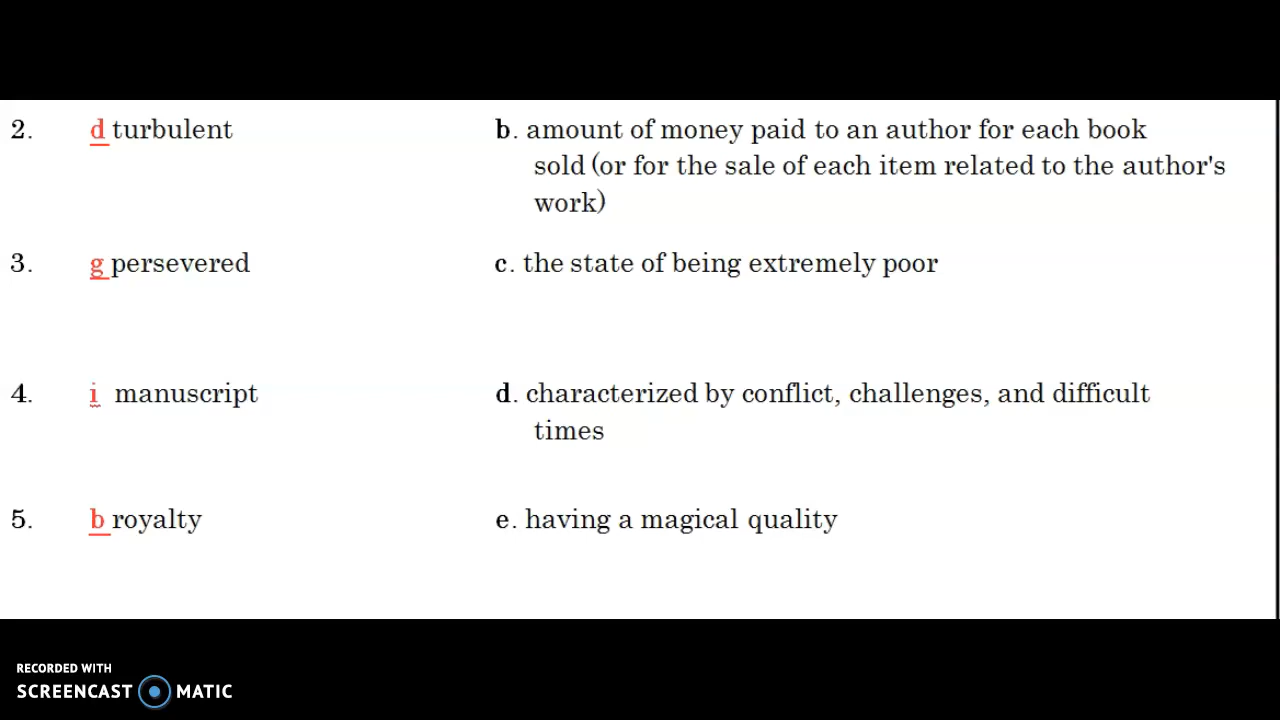 2. d turbulent b. amount of money paid to an author for each book
sold (or for the sale of each item related to the author's
work)
3. g persevered c. the state of being extremely poor
4. i manuscript d. characterized by conflict, challenges, and difficult
times
5. b royalty e. having a magical quality
RECORDED WITH
SCREENCAST MATIC